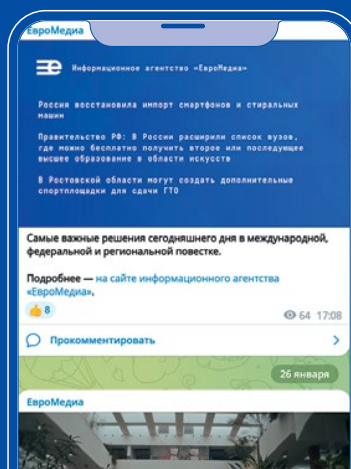 ЕвроМедиа
Информационное агентство «ЕвроМедиа»
Россия восстановила импорт смартфонов и стиральных
машин
Правительство РФ: В России расширили список вузов,
где можно бесплатно получить второе или последующее
высшее образование в области искусств
В Ростовской области могут создать дополнительные
спортплощадки для сдачи ГТО
Самые важные решения сегодняшнего дня в международной,
федеральной и региональной повестке.
Подробнее — на сайте информационного агентства
«ЕвроМедиа».
👍 8
64 17:08
Прокомментировать
26 января
ЕвроМедиа